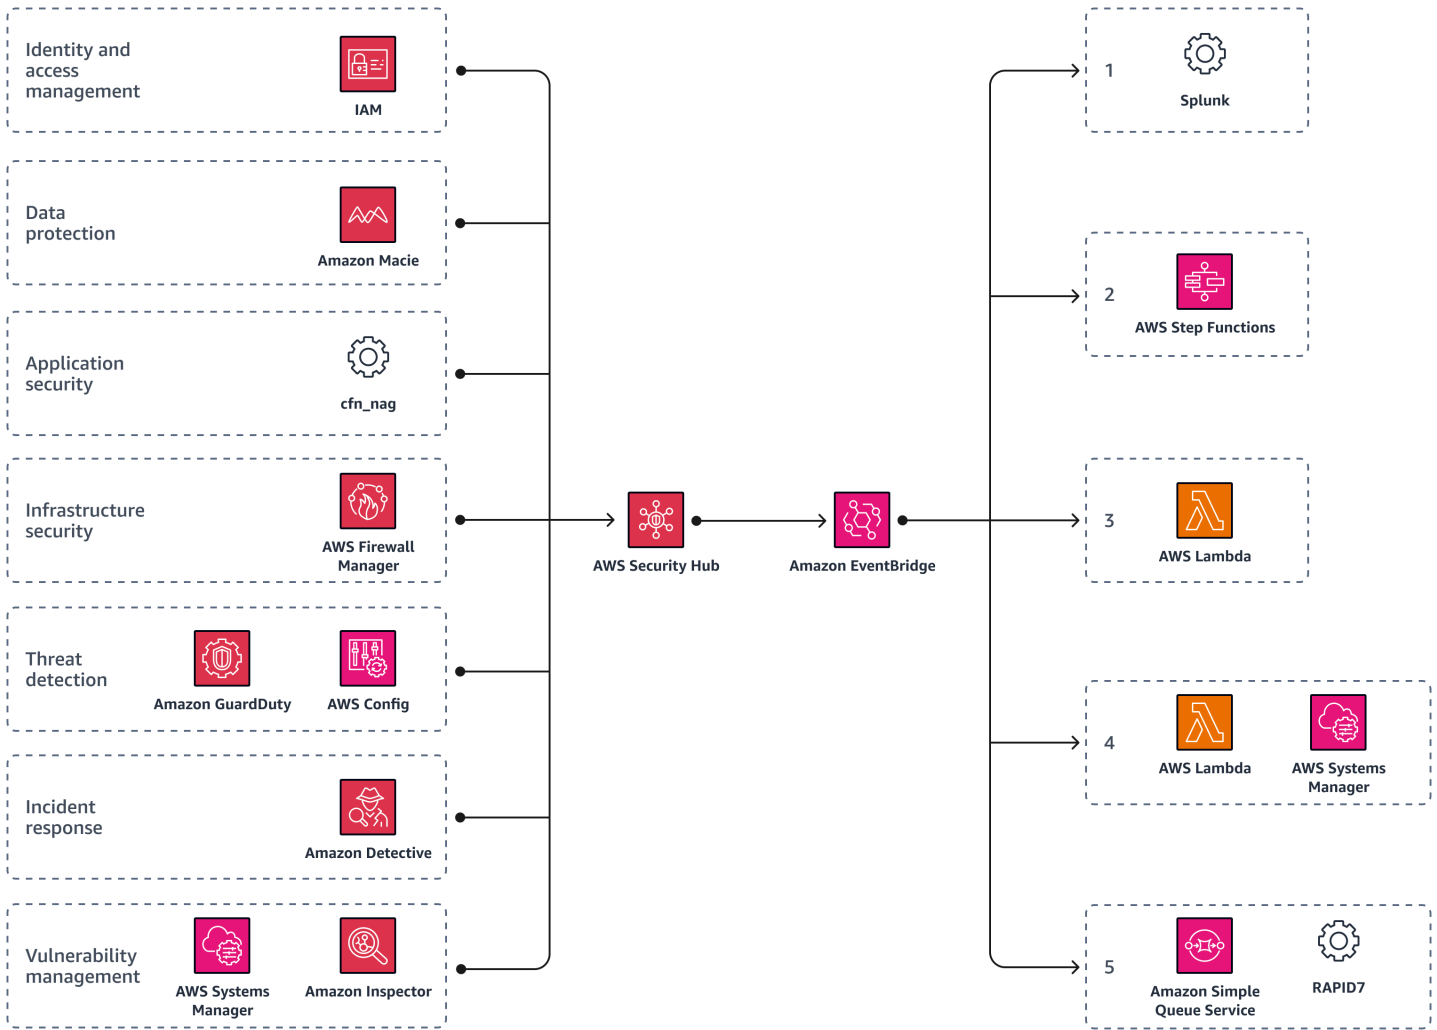 Identity and
access
management
IAM
Data
protection
Amazon Macie
Application
security
cfn_nag
Infrastructure
security
AWS Firewall
Manager
Threat
detection
Amazon GuardDuty
AWS Config
Incident
response
Amazon Detective
Vulnerability
management
AWS Systems
Manager
Amazon Inspector
AWS Security Hub
Amazon EventBridge
1
Splunk
2
AWS Step Functions
3
AWS Lambda
4
AWS Lambda
AWS Systems
Manager
5
Amazon Simple
Queue Service
RAPID7